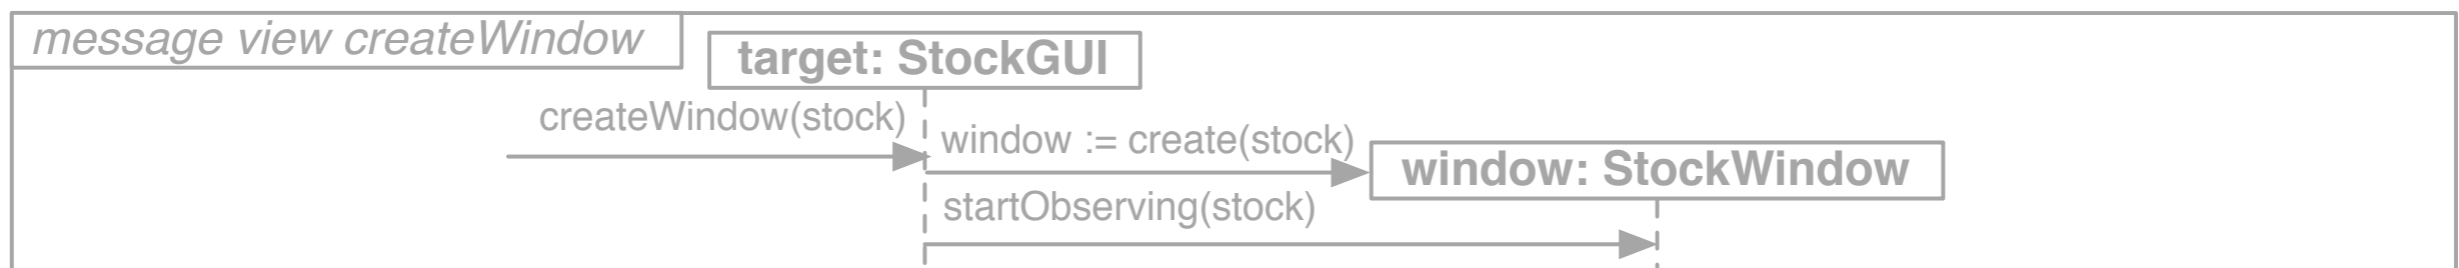 message view createWindow
target: StockGUI
createWindow(stock)
window := create(stock)
window: StockWindow
startObserving(stock)